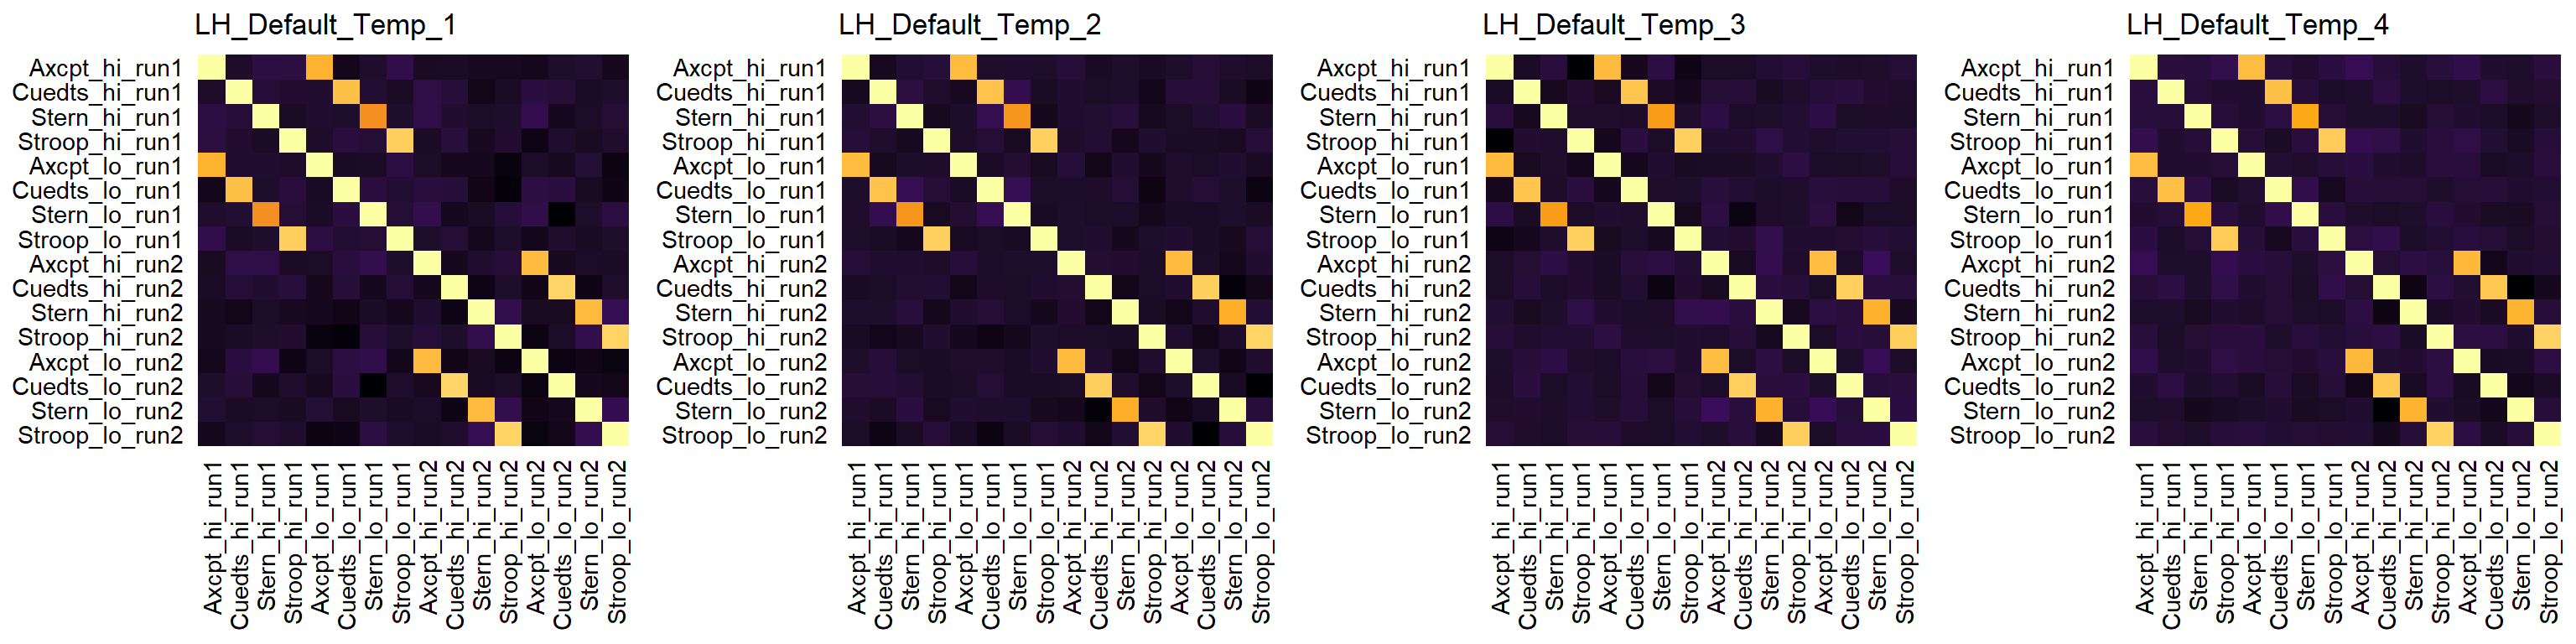 LH_Default_Temp_1
Axcpt_hi_run1
Cuedts_hi_run1
Stern_hi_run1
Stroop_hi_run1
Axcpt_lo_run1
Cuedts_lo_run1
Stern_lo_run1
Stroop_lo_run1
Axcpt_hi_run2
Cuedts_hi_run2
Stern_hi_run2
Stroop_hi_run2
Axcpt_lo_run2
Cuedts_lo_run2
Stern_lo_run2
Stroop_lo_run2
Axcpt_hi_run1
Cuedts_hi_run1
Stern_hi_run1
Stroop_hi_run1
Axcpt_lo_run1
Cuedts_lo_run1
Stern_lo_run1
Stroop_lo_run1
Axcpt_hi_run2
Cuedts_hi_run2
Stern_hi_run2
Stroop_hi_run2
Axcpt_lo_run2
Cuedts_lo_run2
Stern_lo_run2
Stroop_lo_run2
LH_Default_Temp_2
Axcpt_hi_run1
Cuedts_hi_run1
Stern_hi_run1
Stroop_hi_run1
Axcpt_lo_run1
Cuedts_lo_run1
Stern_lo_run1
Stroop_lo_run1
Axcpt_hi_run2
Cuedts_hi_run2
Stern_hi_run2
Stroop_hi_run2
Axcpt_lo_run2
Cuedts_lo_run2
Stern_lo_run2
Stroop_lo_run2
Axcpt_hi_run1
Cuedts_hi_run1
Stern_hi_run1
Stroop_hi_run1
Axcpt_lo_run1
Cuedts_lo_run1
Stern_lo_run1
Stroop_lo_run1
Axcpt_hi_run2
Cuedts_hi_run2
Stern_hi_run2
Stroop_hi_run2
Axcpt_lo_run2
Cuedts_lo_run2
Stern_lo_run2
Stroop_lo_run2
LH_Default_Temp_3
Axcpt_hi_run1
Cuedts_hi_run1
Stern_hi_run1
Stroop_hi_run1
Axcpt_lo_run1
Cuedts_lo_run1
Stern_lo_run1
Stroop_lo_run1
Axcpt_hi_run2
Cuedts_hi_run2
Stern_hi_run2
Stroop_hi_run2
Axcpt_lo_run2
Cuedts_lo_run2
Stern_lo_run2
Stroop_lo_run2
Axcpt_hi_run1
Cuedts_hi_run1
Stern_hi_run1
Stroop_hi_run1
Axcpt_lo_run1
Cuedts_lo_run1
Stern_lo_run1
Stroop_lo_run1
Axcpt_hi_run2
Cuedts_hi_run2
Stern_hi_run2
Stroop_hi_run2
Axcpt_lo_run2
Cuedts_lo_run2
Stern_lo_run2
Stroop_lo_run2
LH_Default_Temp_4
Axcpt_hi_run1
Cuedts_hi_run1
Stern_hi_run1
Stroop_hi_run1
Axcpt_lo_run1
Cuedts_lo_run1
Stern_lo_run1
Stroop_lo_run1
Axcpt_hi_run2
Cuedts_hi_run2
Stern_hi_run2
Stroop_hi_run2
Axcpt_lo_run2
Cuedts_lo_run2
Stern_lo_run2
Stroop_lo_run2
Axcpt_hi_run1
Cuedts_hi_run1
Stern_hi_run1
Stroop_hi_run1
Axcpt_lo_run1
Cuedts_lo_run1
Stern_lo_run1
Stroop_lo_run1
Axcpt_hi_run2
Cuedts_hi_run2
Stern_hi_run2
Stroop_hi_run2
Axcpt_lo_run2
Cuedts_lo_run2
Stern_lo_run2
Stroop_lo_run2